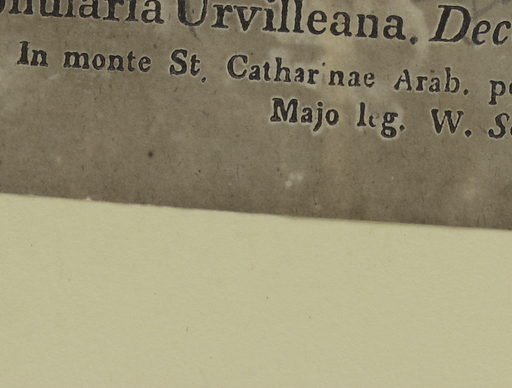 Urvilleana. Dec
In monte St. Cathar nae Arab. p
Majo leg. W. S